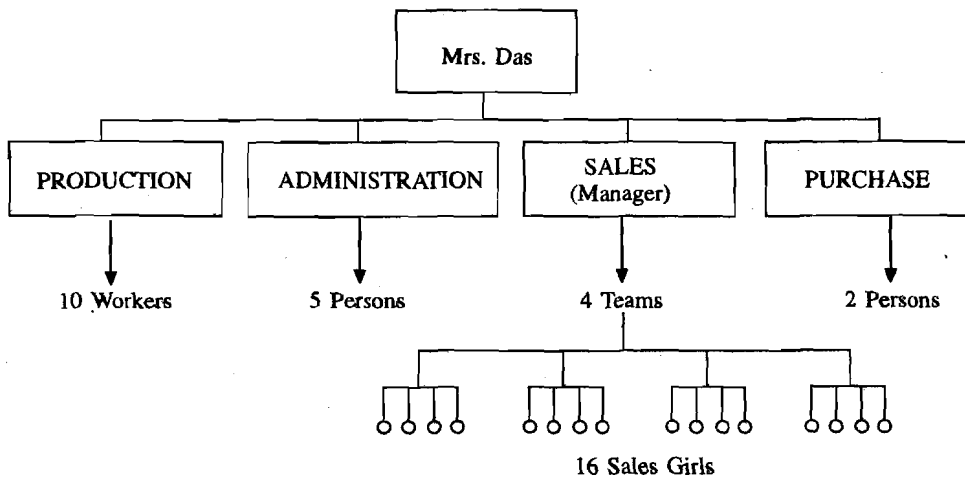 Mrs. Das
PRODUCTION
ADMINISTRATION
SALES
(Manager)
PURCHASE
10 Workers
5 Persons
4 Teams
2 Persons
16 Sales Girls